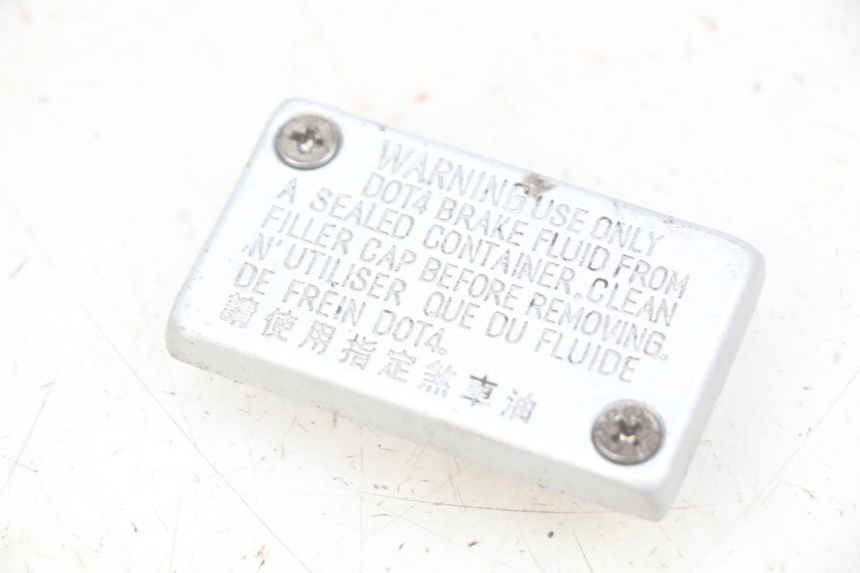 WARNING USE ONLY
DOT4 BRAKE FLUID FROM
A SEALED CONTAINER.CLEAN
FILLER CAP BEFORE REMOVING.
N'UTILISER QUE DU FLUIDE
DE FREIN DOT4.
請使用指定煞車油